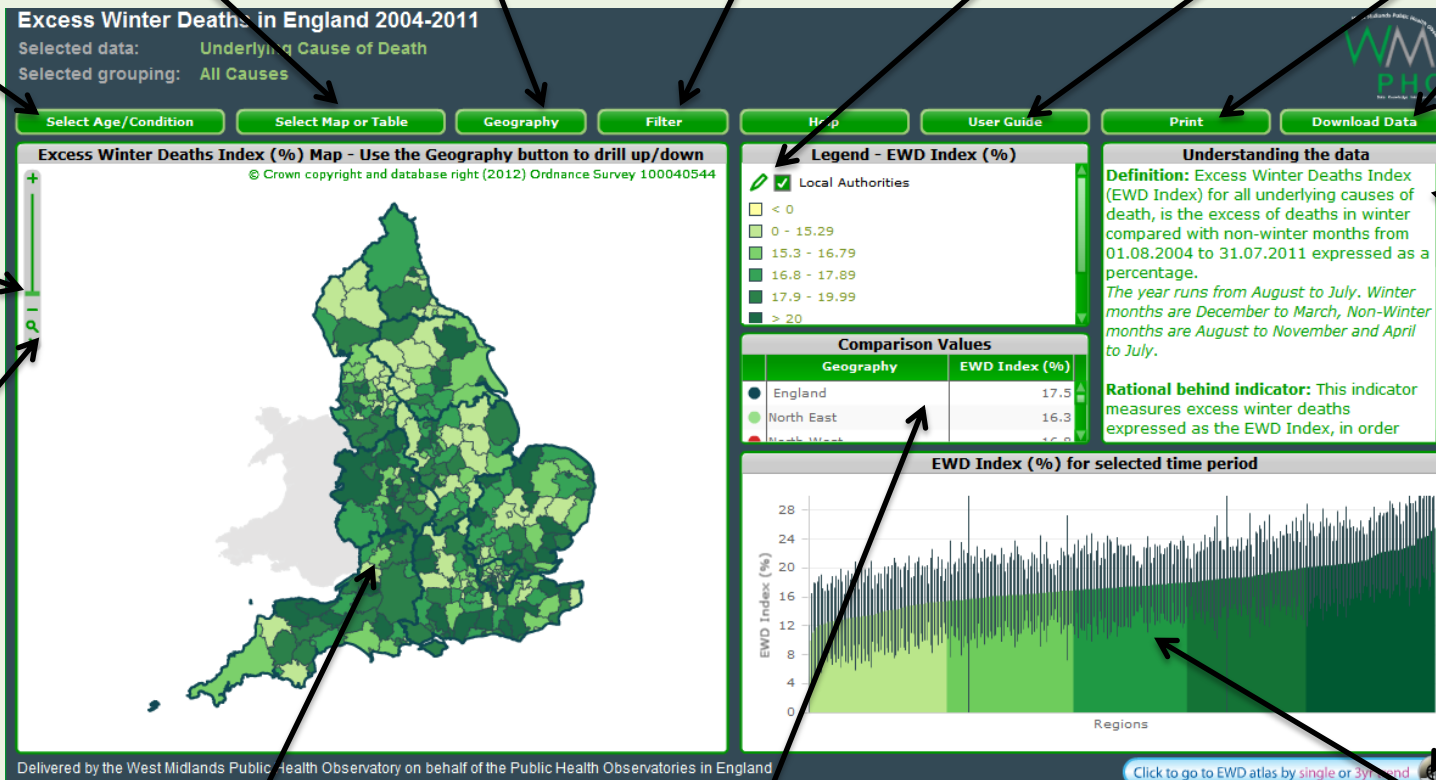 Excess Winter Deaths in England 2004-2011
Selected data: Underlying Cause of Death
Selected grouping: All Causes
WM
PHO
Select Age/Condition
Select Map or Table
Geography
Filter
Help
User Guide
Print
Download Data
Excess Winter Deaths Index (%) Map - Use the Geography button to drill up/down
© Crown copyright and database right (2012) Ordnance Survey 100040544
Legend - EWD Index (%)
Local Authorities
< 0
0 - 15.29
15.3 - 16.79
16.8 - 17.89
17.9 - 19.99
> 20
Comparison Values
Geography EWD Index (%)
England 17.5
North East 16.3
North West 16.8
Understanding the data
Definition: Excess Winter Deaths Index
(EWD Index) for all underlying causes of
death, is the excess of deaths in winter
compared with non-winter months from
01.08.2004 to 31.07.2011 expressed as a
percentage.
The year runs from August to July. Winter
months are December to March, Non-Winter
months are August to November and April
to July.
Rational behind indicator: This indicator
measures excess winter deaths
expressed as the EWD Index, in order
EWD Index (%) for selected time period
EWD Index (%)
28
24
20
16
12
8
4
0
Regions
Delivered by the West Midlands Public Health Observatory on behalf of the Public Health Observatories in England
Click to go to EWD atlas by single or 3yr trend